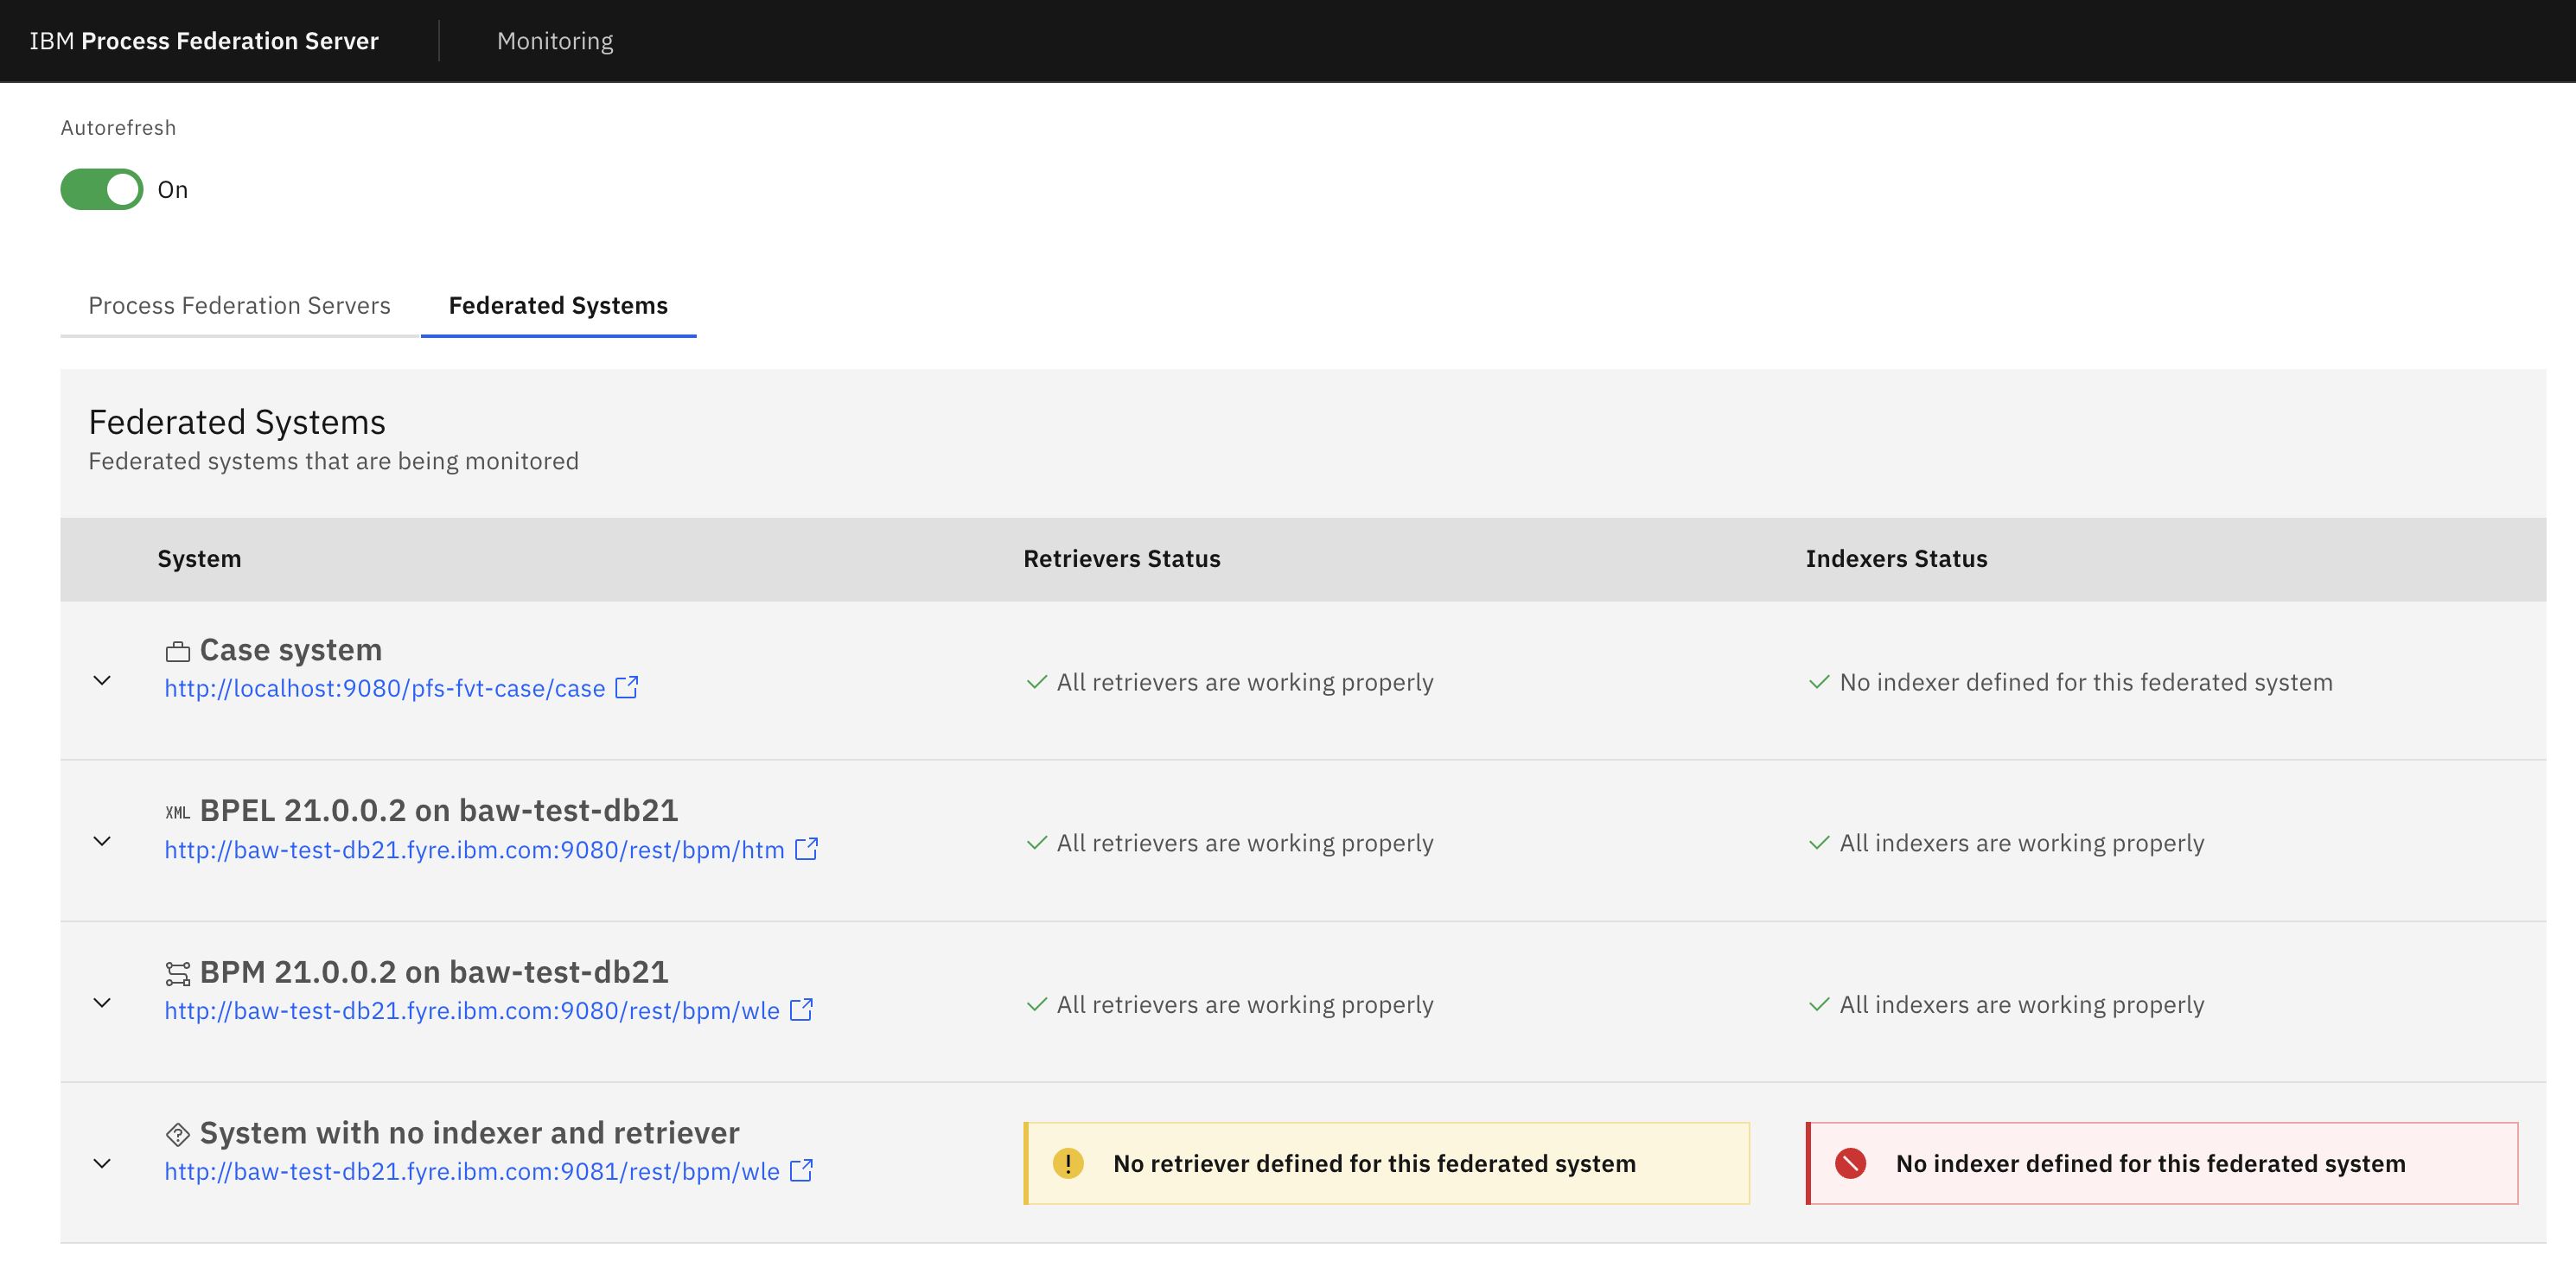 IBM Process Federation Server
Monitoring
Autorefresh
On
Process Federation Servers
Federated Systems
Federated Systems
Federated systems that are being monitored
System
Retrievers Status
Indexers Status
Case system
http://localhost:9080/pfs-fvt-case/case
All retrievers are working properly
No indexer defined for this federated system
XML BPEL 21.0.0.2 on baw-test-db21
http://baw-test-db21.fyre.ibm.com:9080/rest/bpm/htm
All retrievers are working properly
All indexers are working properly
BPM 21.0.0.2 on baw-test-db21
http://baw-test-db21.fyre.ibm.com:9080/rest/bpm/wle
All retrievers are working properly
All indexers are working properly
System with no indexer and retriever
http://baw-test-db21.fyre.ibm.com:9081/rest/bpm/wle
No retriever defined for this federated system
No indexer defined for this federated system